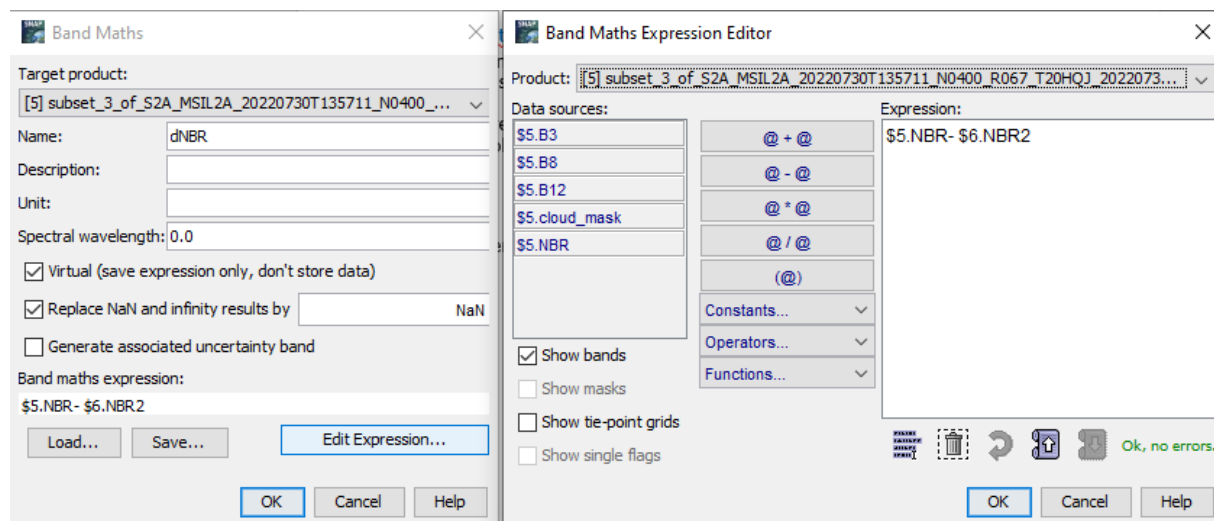 Band Maths
Target product:
[5] subset_3_of_S2A_MSIL2A_20220730T135711_N0400_...
Name: dNBR
Description:
Unit:
Spectral wavelength: 0.0
Virtual (save expression only, don't store data)
Replace NaN and infinity results by NaN
Generate associated uncertainty band
Band maths expression:
$5.NBR- $6.NBR2
Load... Save... Edit Expression...
OK Cancel Help
Band Maths Expression Editor
Product: [5] subset_3_of_S2A_MSIL2A_20220730T135711_N0400_R067_T20HQJ_2022073...
Data sources:
$5.B3
$5.B8
$5.B12
$5.cloud_mask
$5.NBR
Show bands
Show masks
Show tie-point grids
Show single flags
@ + @
@ - @
@ * @
@ / @
(@)
Constants...
Operators...
Functions...
Expression:
$5.NBR- $6.NBR2
Ok, no errors.
OK Cancel Help